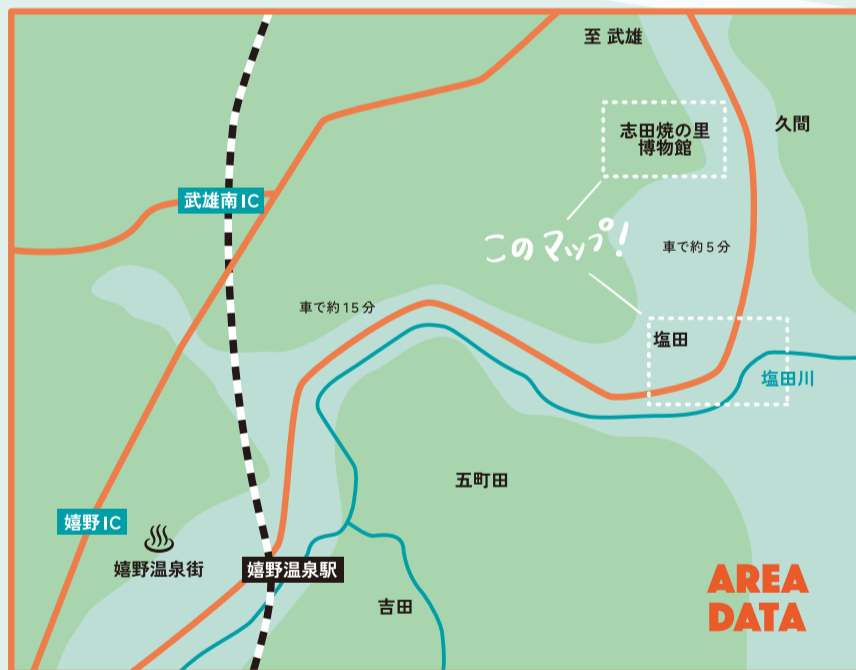 至 武雄
久間
志田焼の里
博物館
武雄南IC
このマップ!
車で約5分
車で約15分
塩田
塩田川
五町田
嬉野IC
嬉野温泉街
嬉野温泉駅
吉田
AREA
DATA